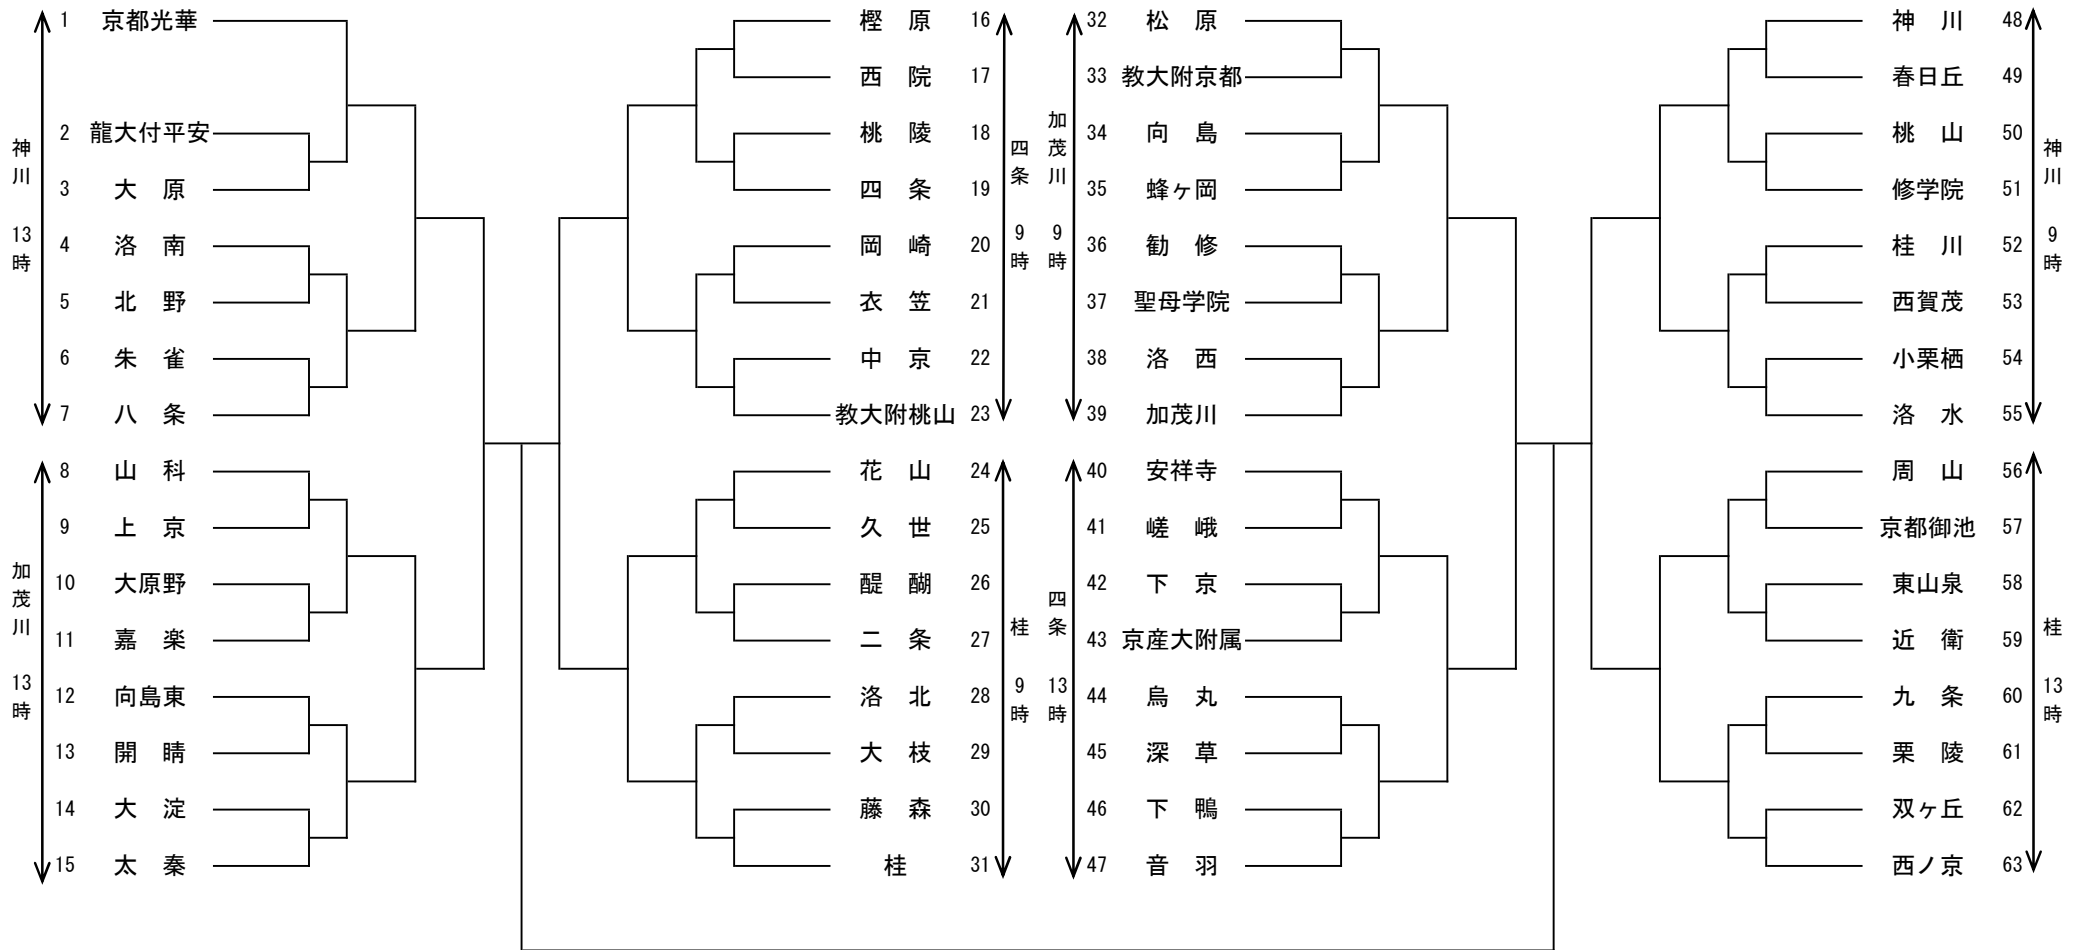 1 京都光華
2 龍大付平安
3 大 原
4 洛 南
5 北 野
6 朱 雀
7 八 条
神川 13時
8 山 科
9 上 京
10 大原野
11 嘉 楽
12 向島東
13 開 睛
14 大 淀
15 太 秦
加茂川 13時
樫 原 16
西 院 17
桃 陵 18
四 条 19
岡 崎 20
衣 笠 21
中 京 22
教大附桃山 23
四条 9時
花 山 24
久 世 25
醍 醐 26
二 条 27
洛 北 28
大 枝 29
藤 森 30
桂 31
桂 9時
32 松 原
33 教大附京都
34 向 島
35 蜂ヶ岡
36 勧 修
37 聖母学院
38 洛 西
39 加茂川
加茂川 9時
40 安祥寺
41 嵯 峨
42 下 京
43 京産大附属
44 烏 丸
45 深 草
46 下 鴨
47 音 羽
四条 13時
神 川 48
春日丘 49
桃 山 50
修学院 51
桂 川 52
西賀茂 53
小栗栖 54
洛 水 55
神川 9時
周 山 56
京都御池 57
東山泉 58
近 衛 59
九 条 60
栗 陵 61
双ヶ丘 62
西ノ京 63
桂 13時